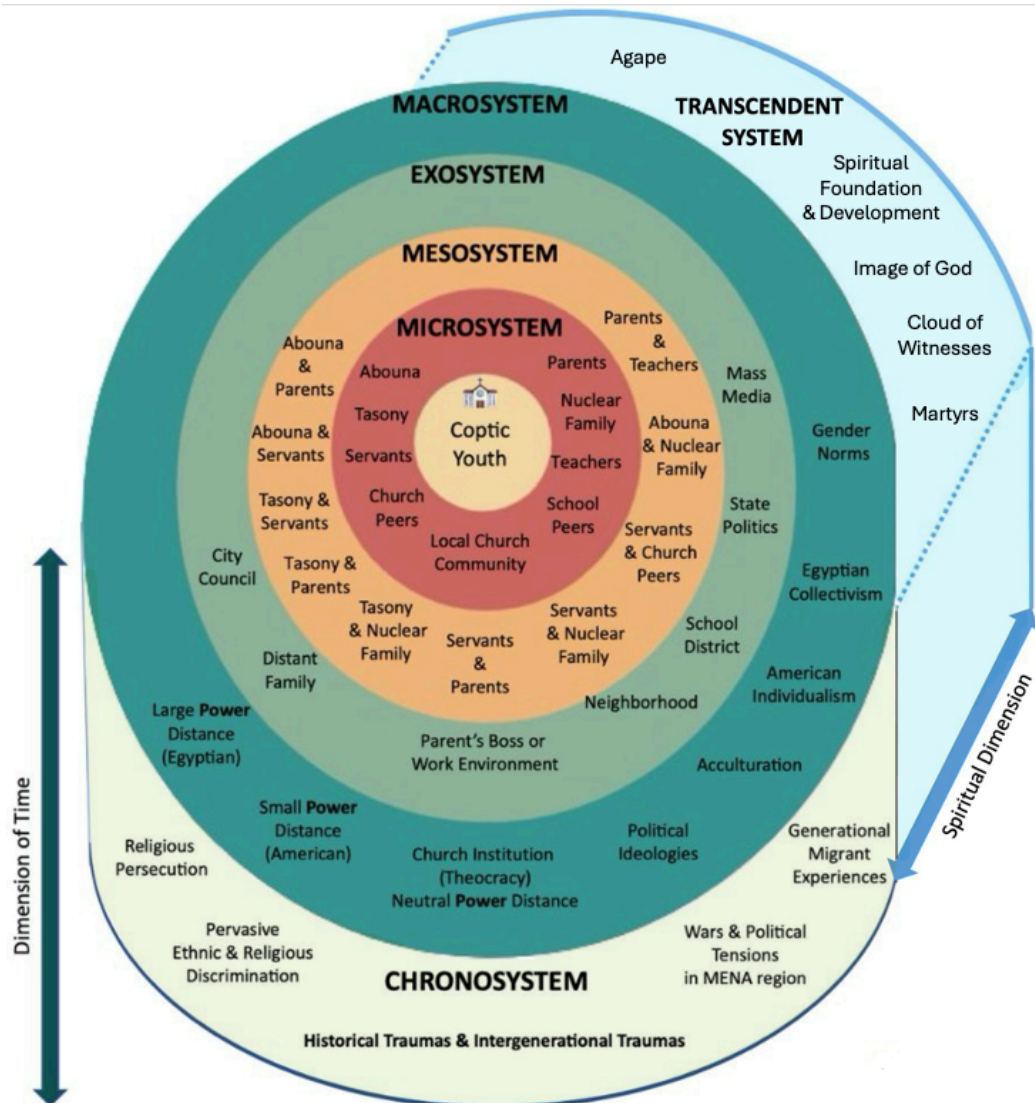 Agape
TRANSCENDENT
SYSTEM
Spiritual
Foundation
& Development
Image of God
Cloud of
Witnesses
Martyrs
Spiritual Dimension
MACROSYSTEM
Gender
Norms
Egyptian
Collectivism
American
Individualism
Acculturation
Political
Ideologies
Church Institution
(Theocracy)
Neutral Power Distance
Small Power
Distance
(American)
Large Power
Distance
(Egyptian)
EXOSYSTEM
Mass
Media
State
Politics
School
District
Neighborhood
Parent's Boss or
Work Environment
Distant
Family
City
Council
MESOSYSTEM
Parents
&
Teachers
Abouna
& Nuclear
Family
Servants
& Church
Peers
Servants
& Nuclear
Family
Servants
&
Parents
Tasony
& Nuclear
Family
Tasony &
Parents
Tasony &
Servants
Abouna &
Servants
Abouna
&
Parents
MICROSYSTEM
Parents
Nuclear
Family
Teachers
School
Peers
Local Church
Community
Church
Peers
Servants
Tasony
Abouna
Coptic
Youth
Dimension of Time
Religious
Persecution
Pervasive
Ethnic & Religious
Discrimination
CHRONOSYSTEM
Generational
Migrant
Experiences
Wars & Political
Tensions
in MENA region
Historical Traumas & Intergenerational Traumas